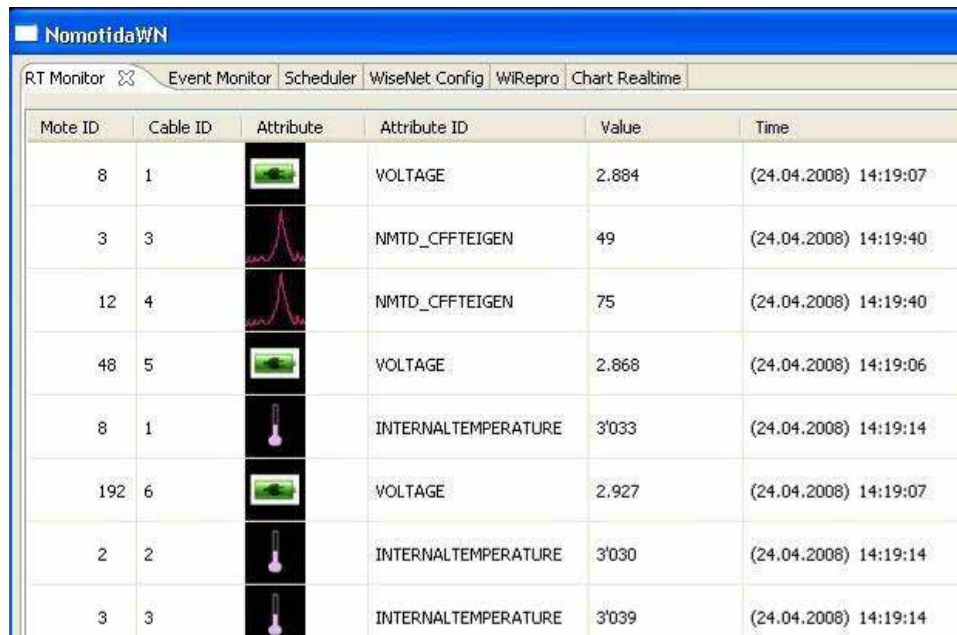 NomotidaWN
RT Monitor Event Monitor Scheduler WiseNet Config WiRepro Chart Realtime
Mote ID Cable ID Attribute Attribute ID Value Time
8 1 VOLTAGE 2.884 (24.04.2008) 14:19:07
3 3 NMTD_CFFTEIGEN 49 (24.04.2008) 14:19:40
12 4 NMTD_CFFTEIGEN 75 (24.04.2008) 14:19:40
48 5 VOLTAGE 2.868 (24.04.2008) 14:19:06
8 1 INTERNALTEMPERATURE 3'033 (24.04.2008) 14:19:14
192 6 VOLTAGE 2.927 (24.04.2008) 14:19:07
2 2 INTERNALTEMPERATURE 3'030 (24.04.2008) 14:19:14
3 3 INTERNALTEMPERATURE 3'039 (24.04.2008) 14:19:14